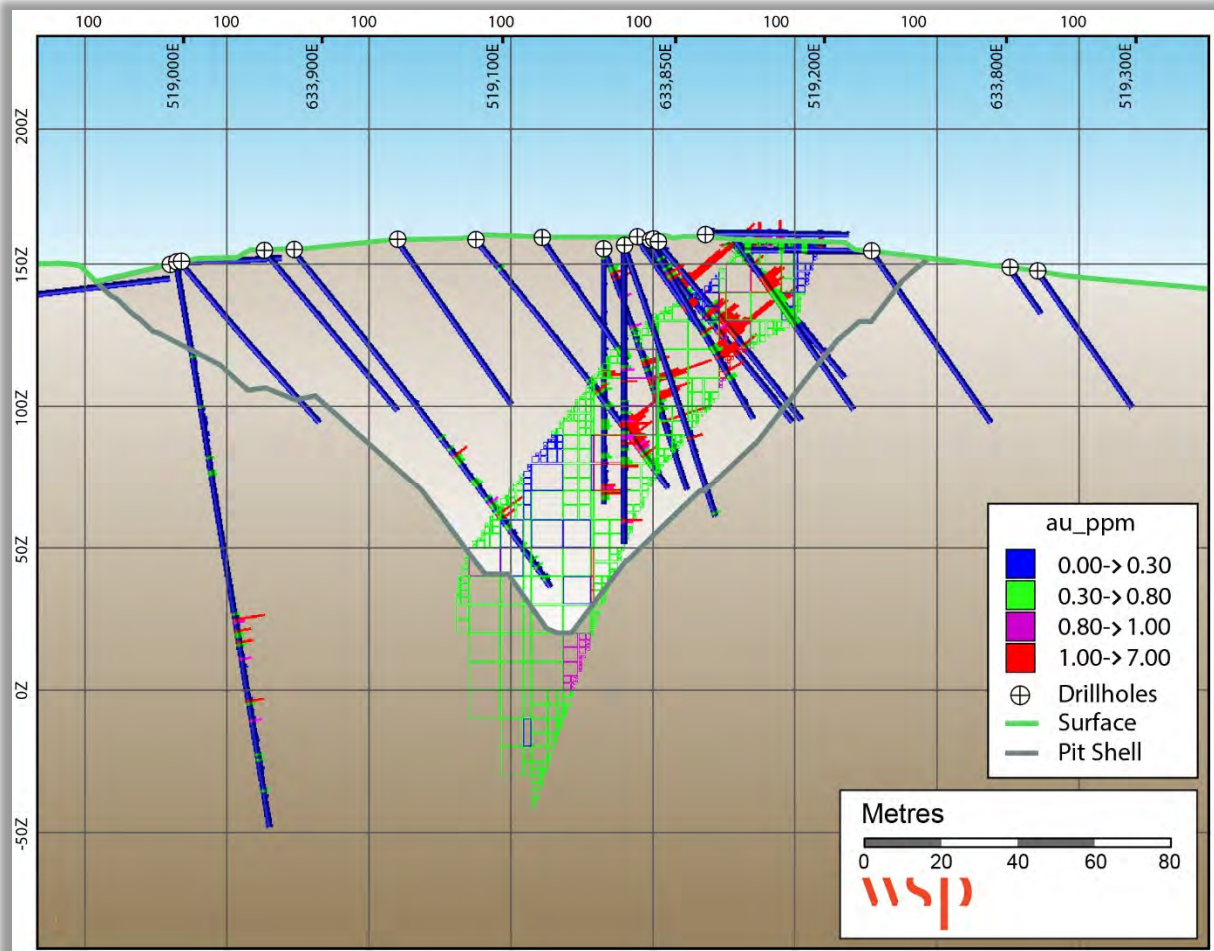 100 100 100 100 100 100 100 100
519,000E 633,900E 519,100E 633,850E 519,200E 633,800E 519,300E
200Z
150Z
100Z
50Z
0Z
-50Z
au_ppm
0.00->0.30
0.30->0.80
0.80->1.00
1.00->7.00
Drillholes
Surface
Pit Shell
Metres
0 20 40 60 80
wsp